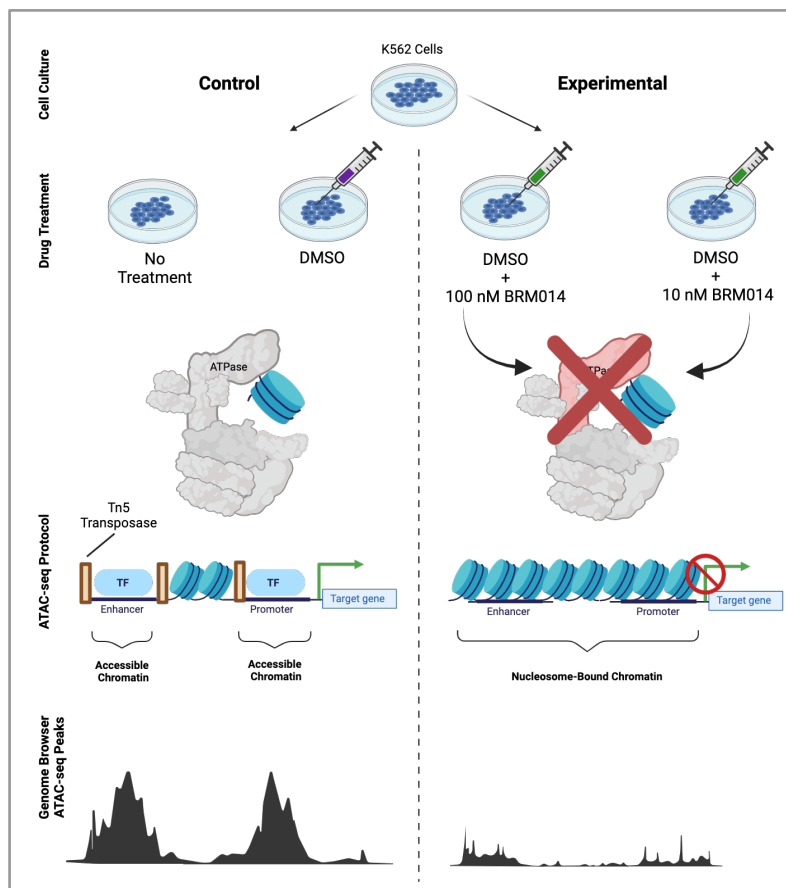 K562 Cells
Control
Experimental
Cell Culture
Drug Treatment
No
Treatment
DMSO
DMSO
+
100 nM BRM014
DMSO
+
10 nM BRM014
ATPase
Tn5
Transposase
ATAC-seq Protocol
TF
TF
Enhancer
Promoter
Target gene
Enhancer
Promoter
Target gene
Accessible
Chromatin
Accessible
Chromatin
Nucleosome-Bound Chromatin
Genome Browser
ATAC-seq Peaks